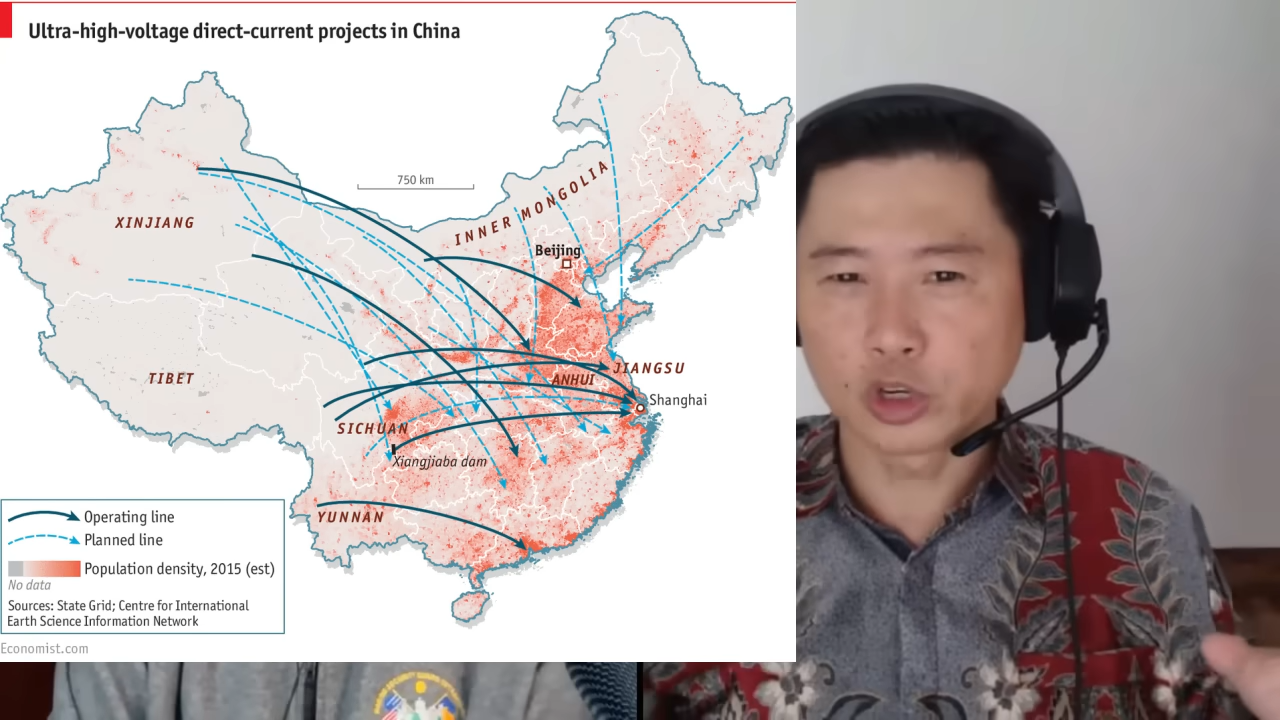 Ultra-high-voltage direct-current projects in China
750 km
XINJIANG
INNER MONGOLIA
Beijing
TIBET
JIANGSU
ANHUI
Shanghai
SICHUAN
Xiangjiaba dam
YUNNAN
Operating line
Planned line
Population density, 2015 (est)
No data
Sources: State Grid; Centre for International
Earth Science Information Network
Economist.com